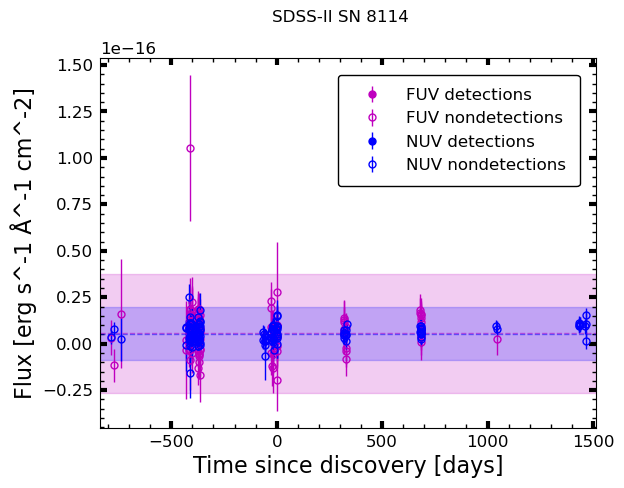 SDSS-II SN 8114
1e−16
1.50
1.25
1.00
0.75
0.50
0.25
0.00
−0.25
Flux [erg s^-1 Å^-1 cm^-2]
FUV detections
FUV nondetections
NUV detections
NUV nondetections
−500 0 500 1000 1500
Time since discovery [days]